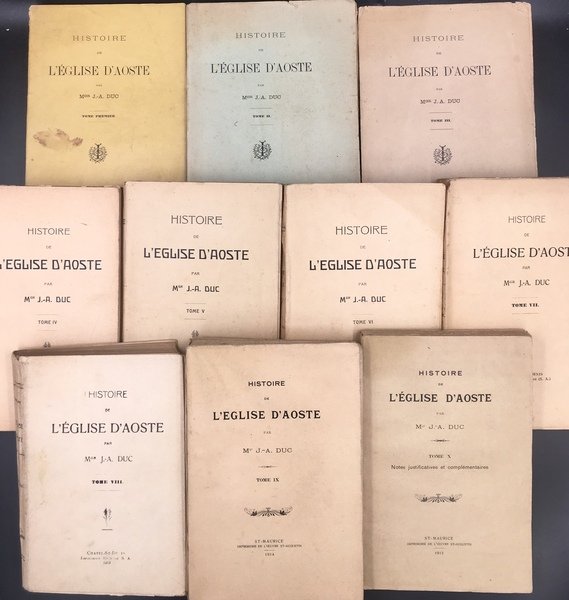 HISTOIRE
DE
L'ÉGLISE D'AOSTE
PAR
MGR J.-A. DUC
TOME PREMIER
HISTOIRE
DE
L'ÉGLISE D'AOSTE
PAR
MGR J.-A. DUC
TOME II.
HISTOIRE
DE
L'ÉGLISE D'AOSTE
PAR
MGR J.-A. DUC
TOME III.
HISTOIRE
DE
L'EGLISE D'AOSTE
PAR
MGR J.-A. DUC
TOME IV
HISTOIRE
DE
L'EGLISE D'AOSTE
PAR
MGR J.-A. DUC
TOME V
HISTOIRE
DE
L'EGLISE D'AOSTE
PAR
MGR J.-A. DUC
TOME VI
HISTOIRE
DE
L'ÉGLISE D'AOST
PAR
MGR J.-A. DUC
TOME VII.
HISTOIRE
DE
L'ÉGLISE D'AOSTE
PAR
MGR J.-A. DUC
TOME VIII.
HISTOIRE
DE
L'EGLISE D'AOSTE
PAR
Mgr J.-A. DUC
TOME IX
ST-MAURICE
IMPRIMERIE DE L'ŒUVRE ST-AUGUSTIN
1914
HISTOIRE
DE
L'ÉGLISE D'AOSTE
PAR
Mgr J.-A. DUC
TOME X
Notes justificatives et complémentaires
ST-MAURICE
IMPRIMERIE DE L'ŒUVRE ST-AUGUSTIN